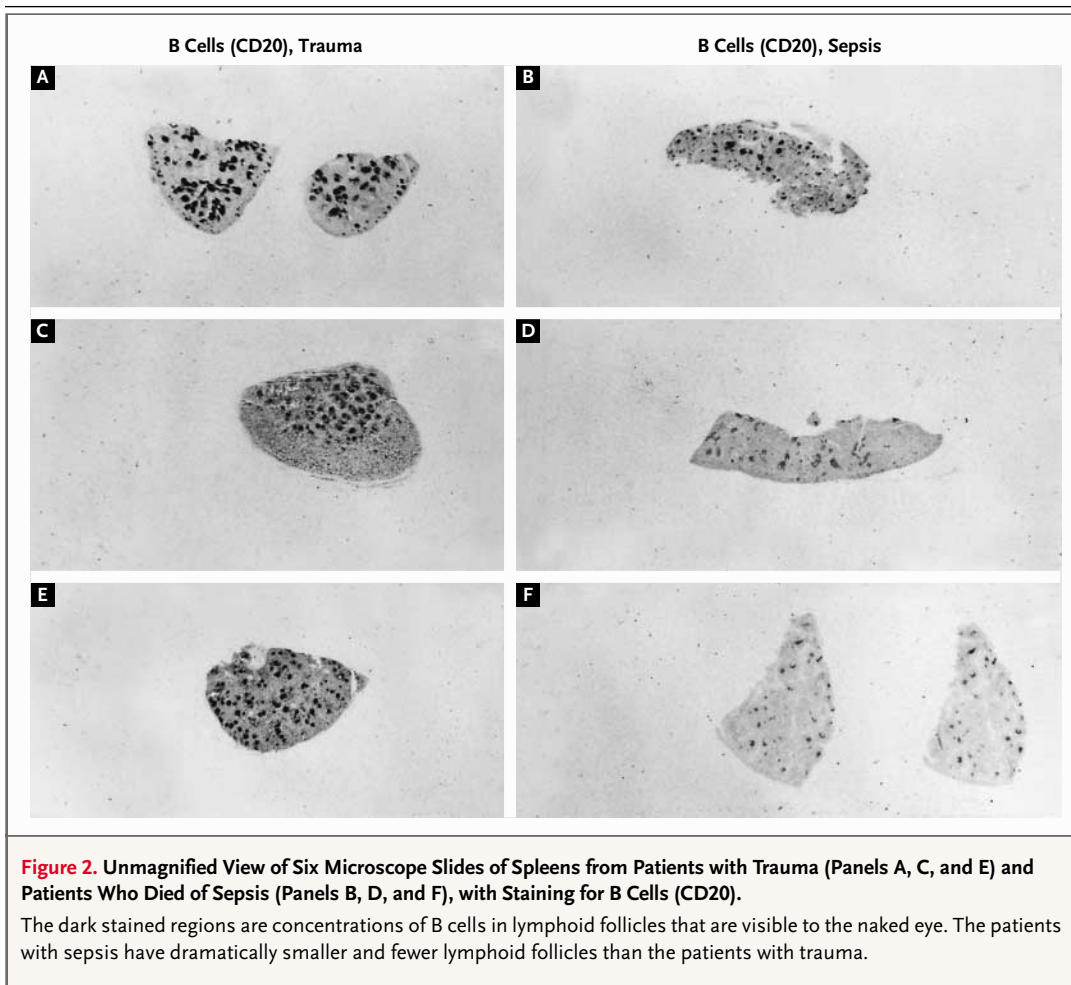 B Cells (CD20), Trauma
B Cells (CD20), Sepsis
A
B
C
D
E
F
Figure 2. Unmagnified View of Six Microscope Slides of Spleens from Patients with Trauma (Panels A, C, and E) and
Patients Who Died of Sepsis (Panels B, D, and F), with Staining for B Cells (CD20).
The dark stained regions are concentrations of B cells in lymphoid follicles that are visible to the naked eye. The patients
with sepsis have dramatically smaller and fewer lymphoid follicles than the patients with trauma.